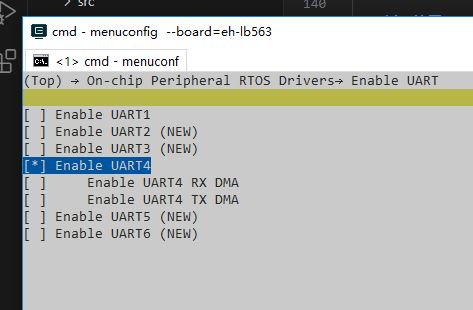 src
140
cmd - menuconfig --board=eh-lb563
<1> cmd - menuconf
(Top) → On-chip Peripheral RTOS Drivers→ Enable UART
[ ] Enable UART1
[ ] Enable UART2 (NEW)
[ ] Enable UART3 (NEW)
[*] Enable UART4
[ ]     Enable UART4 RX DMA
[ ]     Enable UART4 TX DMA
[ ] Enable UART5 (NEW)
[ ] Enable UART6 (NEW)